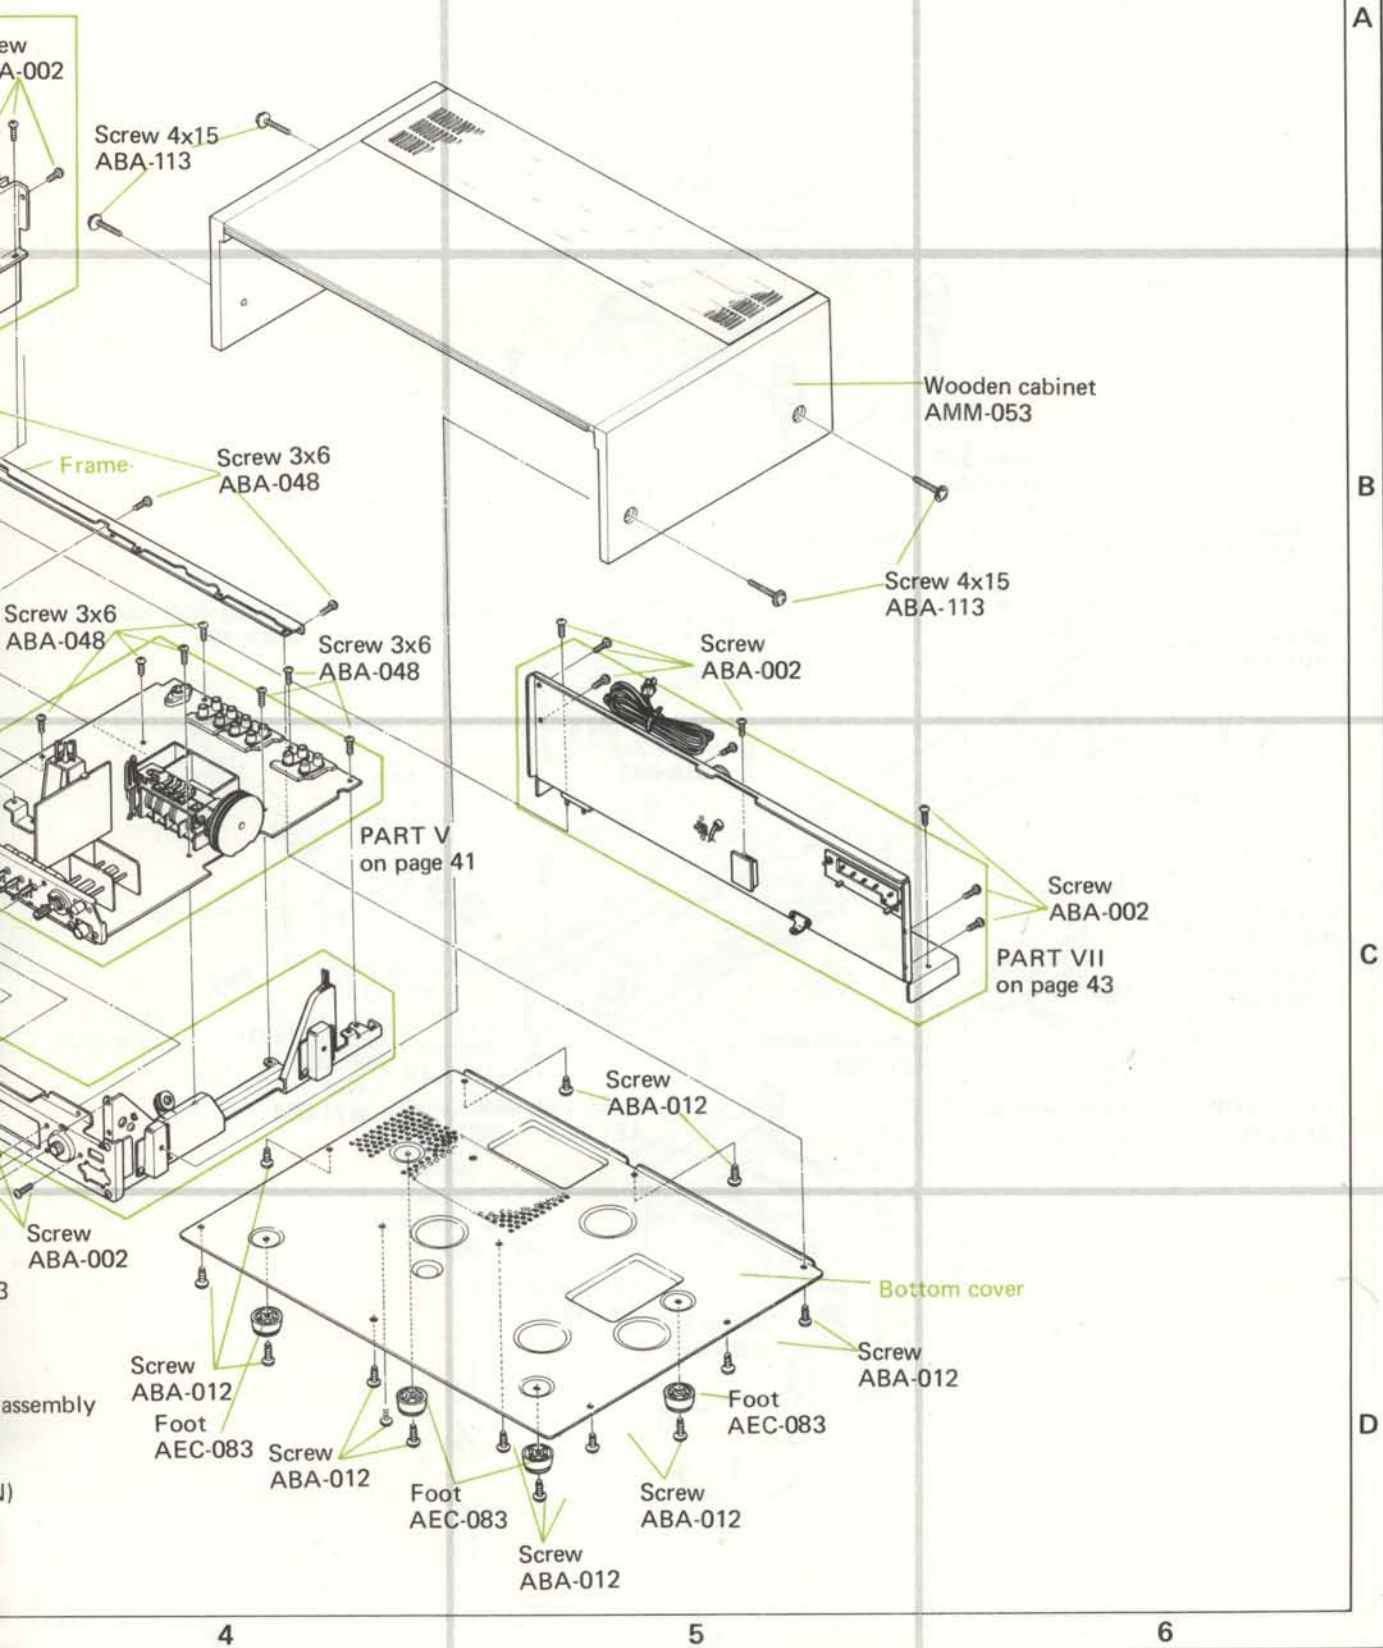 A
ew
A-002
Screw 4x15
ABA-113
Wooden cabinet
AMM-053
Frame
Screw 3x6
ABA-048
B
Screw 4x15
ABA-113
Screw 3x6
ABA-048
Screw 3x6
ABA-048
Screw
ABA-002
PART V
on page 41
Screw
ABA-002
PART VII
on page 43
C
Screw
ABA-012
Screw
ABA-002
3
Bottom cover
Screw
ABA-012
Screw
ABA-012
assembly
Foot
AEC-083
Foot
AEC-083
D
Screw
ABA-012
Foot
AEC-083
Screw
ABA-012
Screw
ABA-012
4
5
6